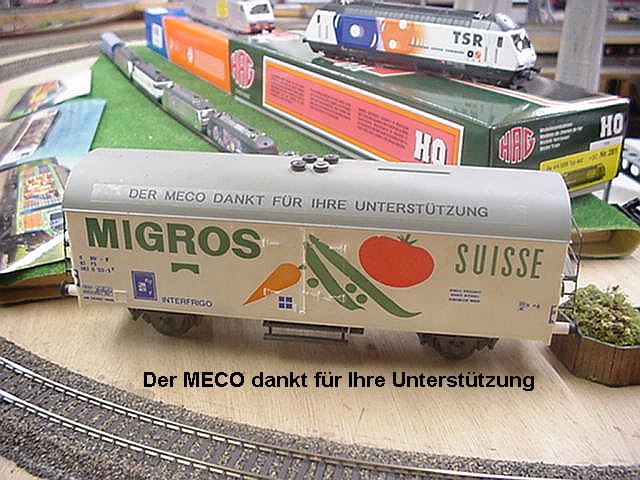 TSR
HAG
HAG
HO
HO
DER MECO DANKT FÜR IHRE UNTERSTÜTZUNG
MIGROS
SUISSE
INTERFRIGO
Der MECO dankt für Ihre Unterstützung